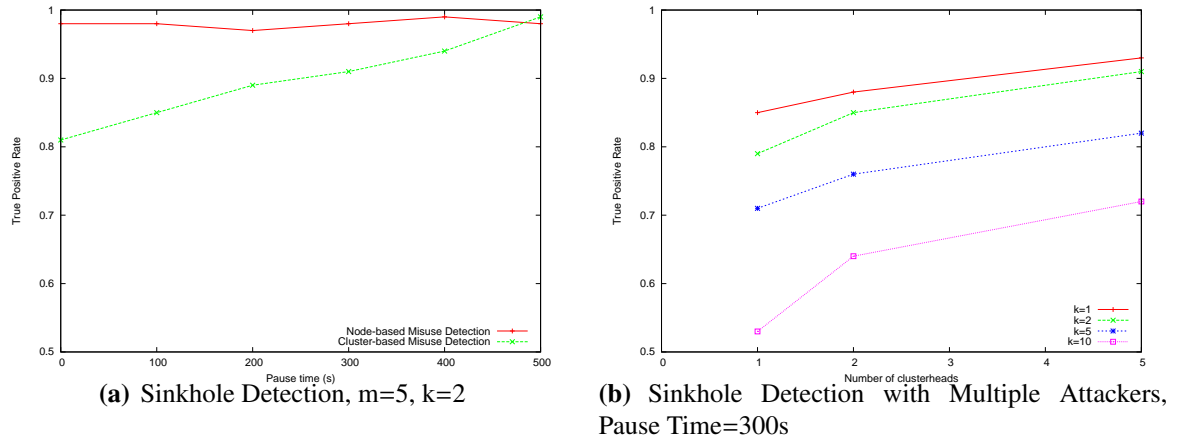 1
0.9
0.8
0.7
0.6
0.5
True Positive Rate
Node-based Misuse Detection
Cluster-based Misuse Detection
0 100 200 300 400 500
Pause time (s)
(a) Sinkhole Detection, m=5, k=2
1
0.9
0.8
0.7
0.6
0.5
True Positive Rate
k=1
k=2
k=5
k=10
1 2 3 4 5
Number of clusterheads
(b) Sinkhole Detection with Multiple Attackers,
Pause Time=300s